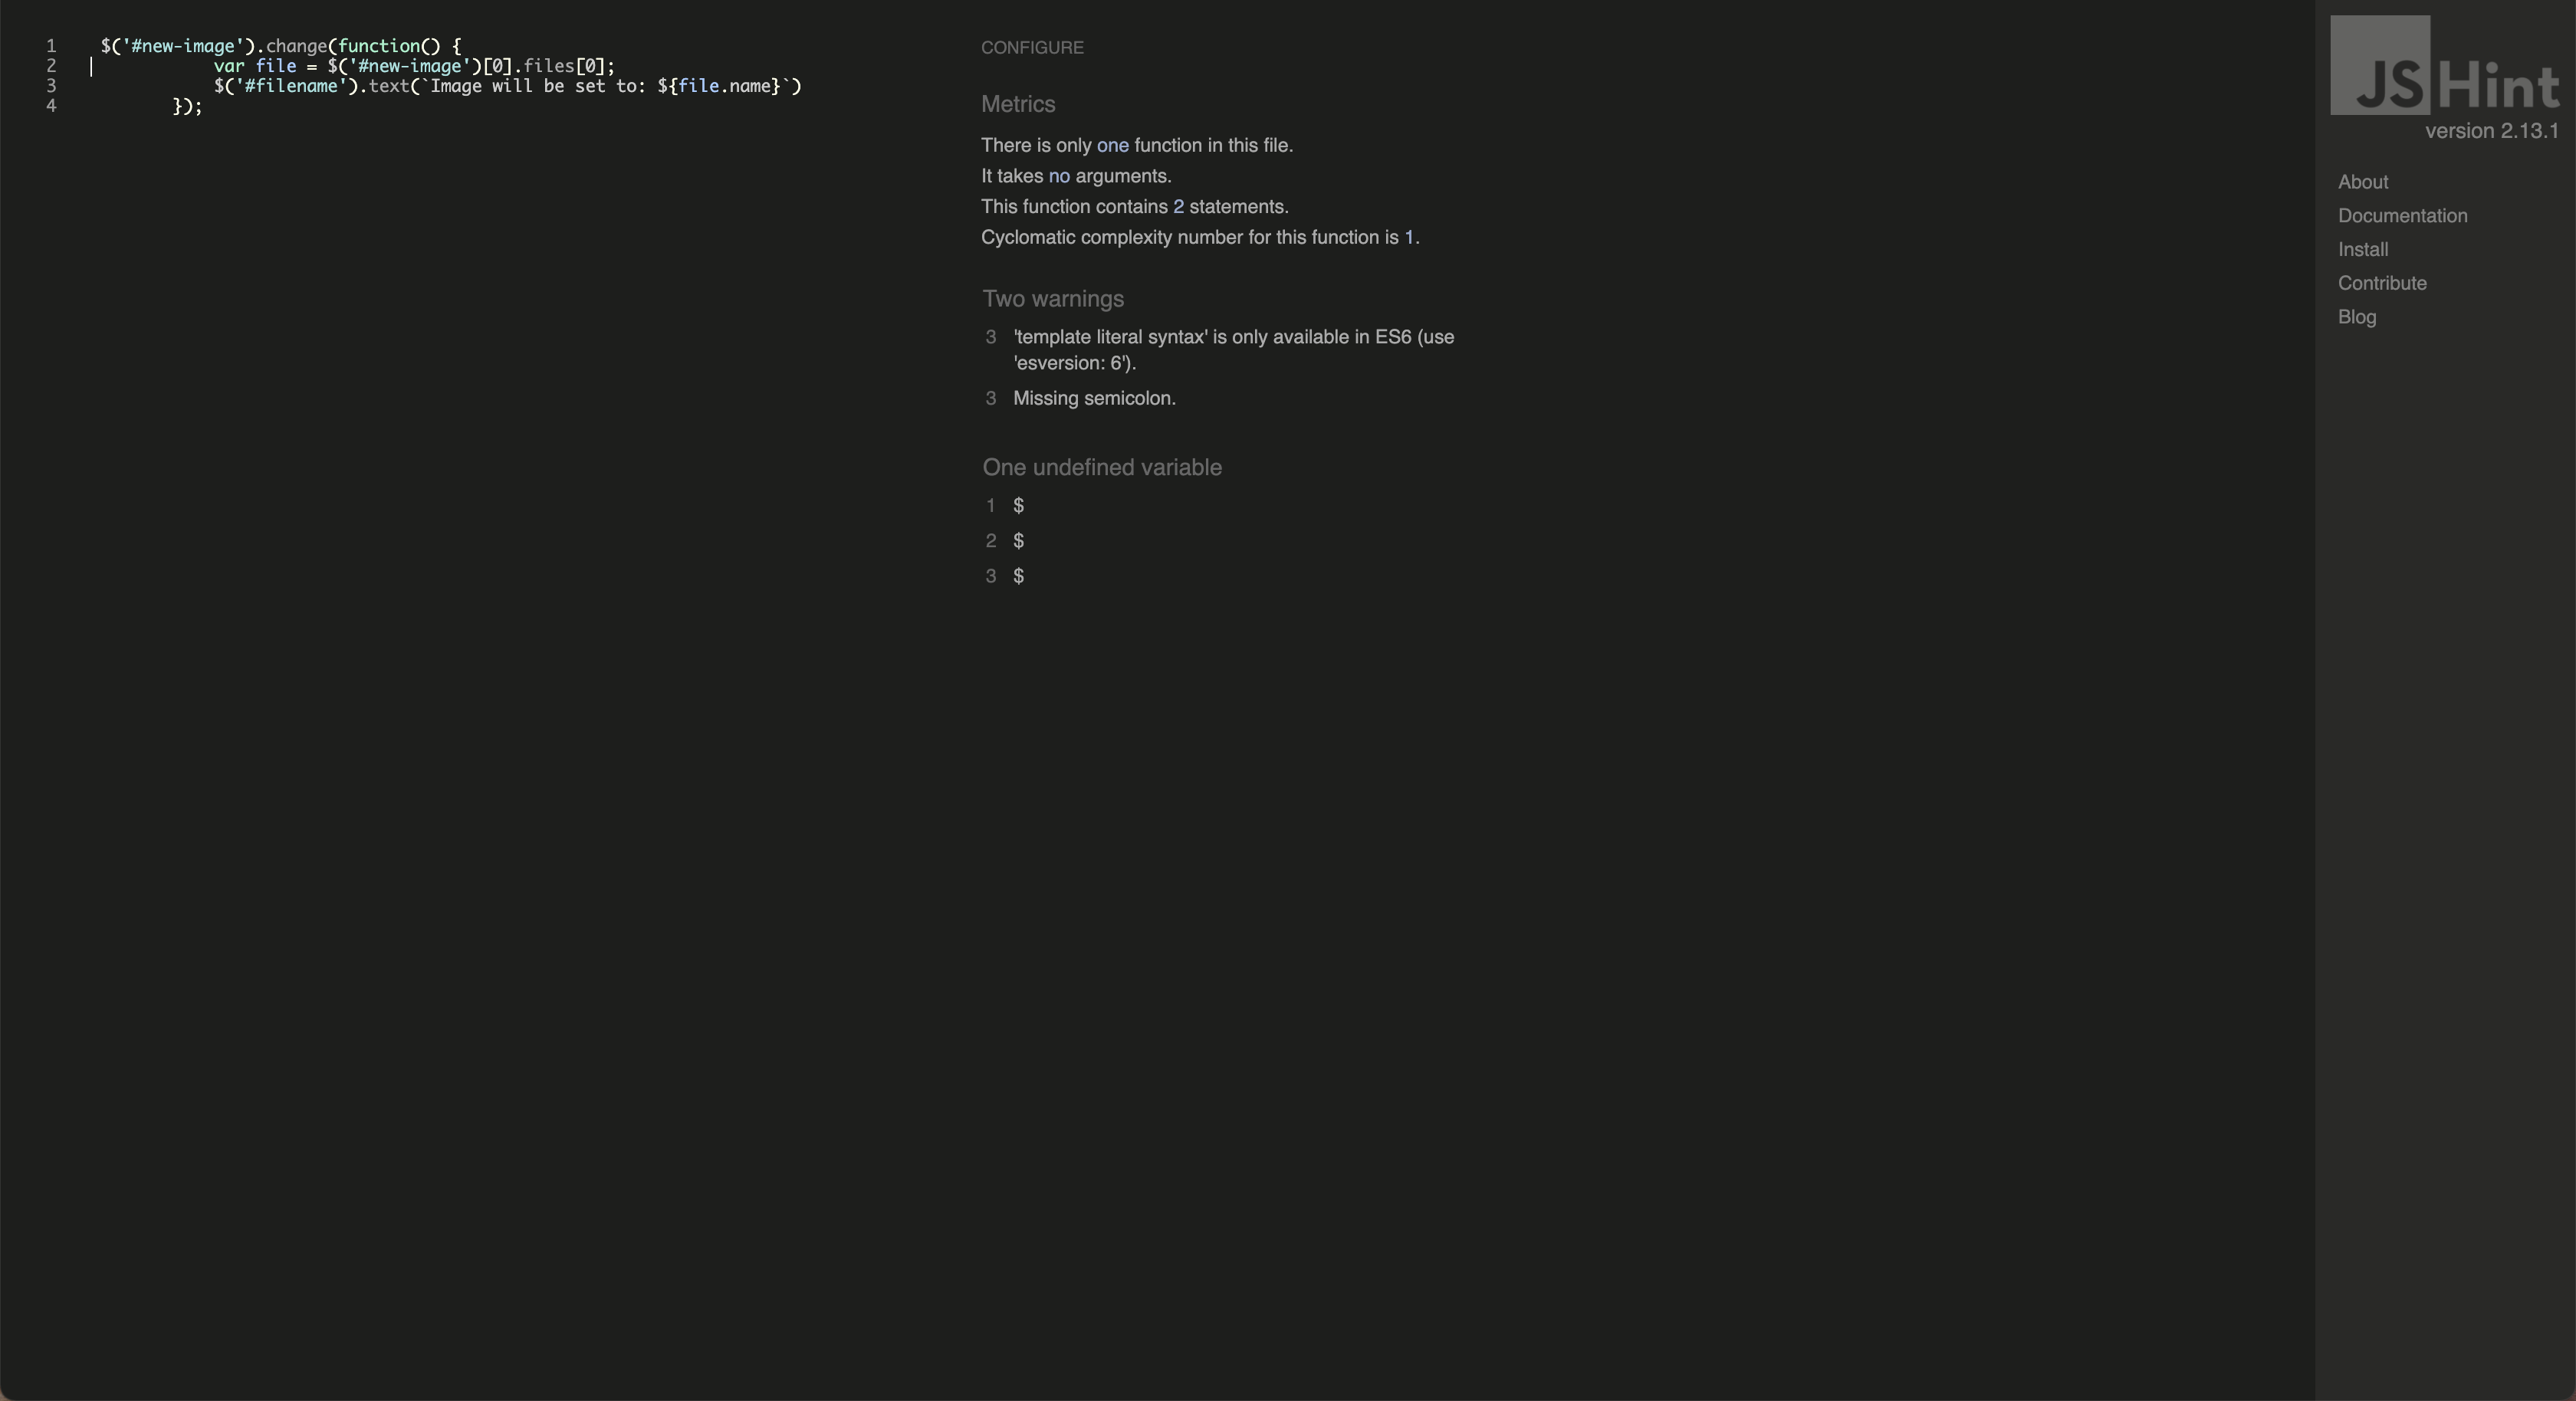 1 $('#new-image').change(function() {
2 var file = $('#new-image')[0].files[0];
3 $('#filename').text(`Image will be set to: ${file.name}`)
4 });
CONFIGURE
Metrics
There is only one function in this file.
It takes no arguments.
This function contains 2 statements.
Cyclomatic complexity number for this function is 1.
Two warnings
3 'template literal syntax' is only available in ES6 (use
'esversion: 6').
3 Missing semicolon.
One undefined variable
1 $
2 $
3 $
JSHint
version 2.13.1
About
Documentation
Install
Contribute
Blog